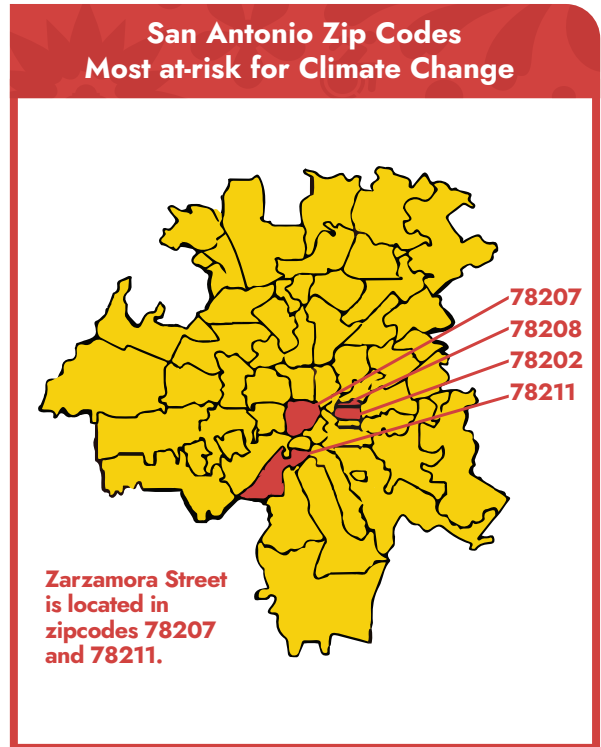 San Antonio Zip Codes
Most at-risk for Climate Change
78207
78208
78202
78211
Zarzamora Street
is located in
zipcodes 78207
and 78211.